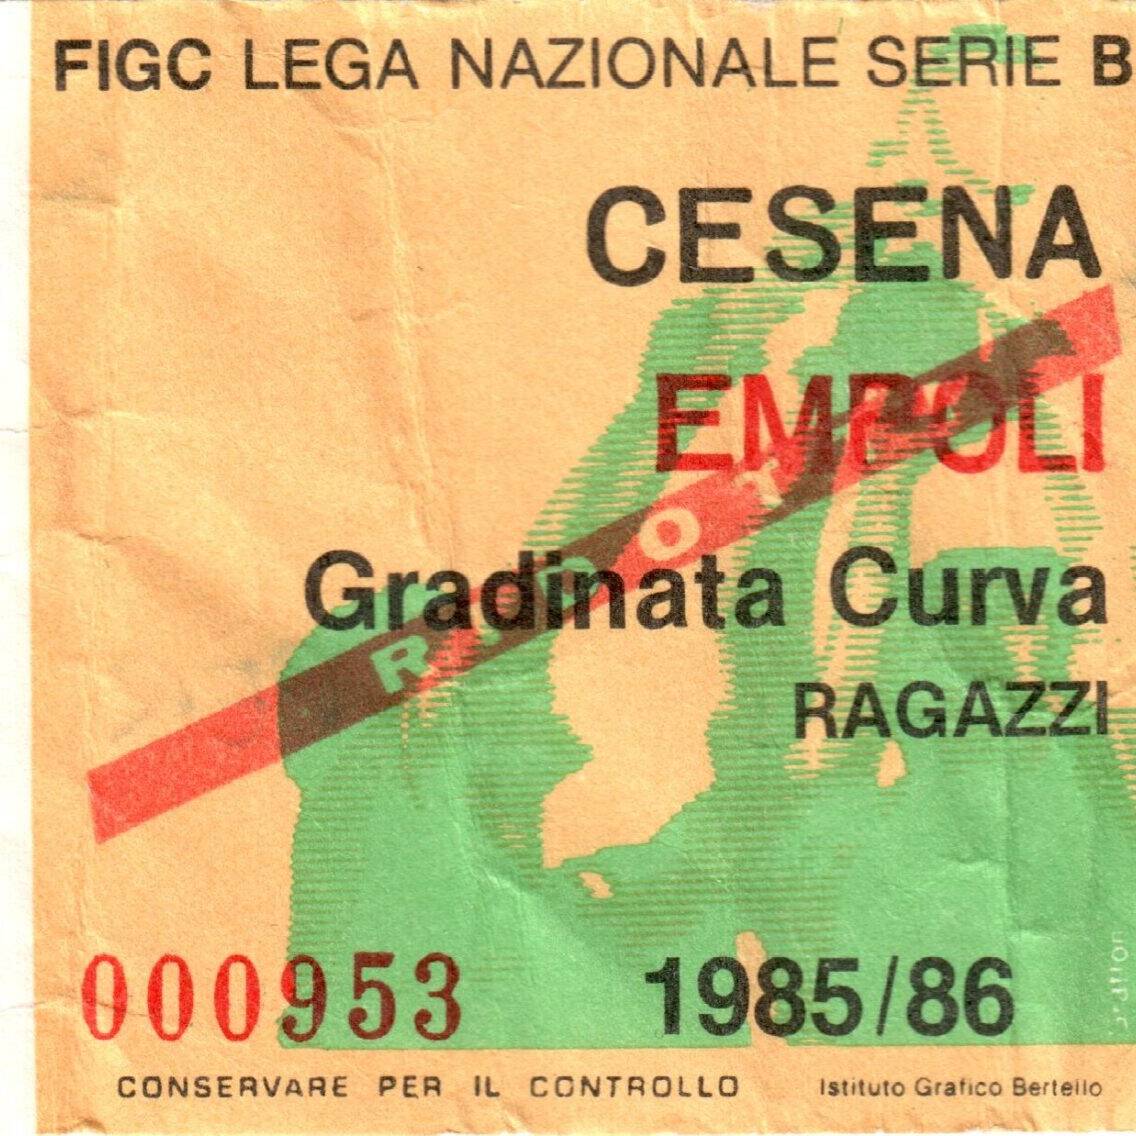 FIGC LEGA NAZIONALE SERIE B
CESENA
EMPOLI
RIDOTTO
Gradinata Curva
RAGAZZI
000953
1985/86
CONSERVARE PER IL CONTROLLO
Istituto Grafico Bertello